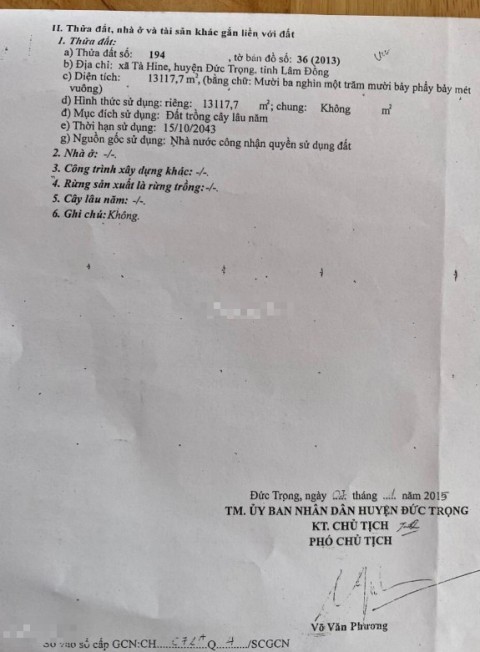 II. Thửa đất, nhà ở và tài sản khác gắn liền với đất
1. Thửa đất:
a) Thửa đất số: 194 , tờ bản đồ số: 36 (2013)
b) Địa chỉ: xã Tà Hine, huyện Đức Trọng, tỉnh Lâm Đồng
c) Diện tích: 13117,7 m², (bằng chữ: Mười ba nghìn một trăm mười bảy phẩy bảy mét
vuông)
d) Hình thức sử dụng: riêng: 13117,7 m²; chung: Không m²
đ) Mục đích sử dụng: Đất trồng cây lâu năm
e) Thời hạn sử dụng: 15/10/2043
g) Nguồn gốc sử dụng: Nhà nước công nhận quyền sử dụng đất
2. Nhà ở: -/-.
3. Công trình xây dựng khác: -/-.
4. Rừng sản xuất là rừng trồng:-/-.
5. Cây lâu năm: -/-.
6. Ghi chú: Không.
Đức Trọng, ngày tháng năm 2015
TM. ỦY BAN NHÂN DÂN HUYỆN ĐỨC TRỌNG
KT. CHỦ TỊCH
PHÓ CHỦ TỊCH
Võ Văn Phương
Số vào sổ cấp GCN:CH Q /SCGCN